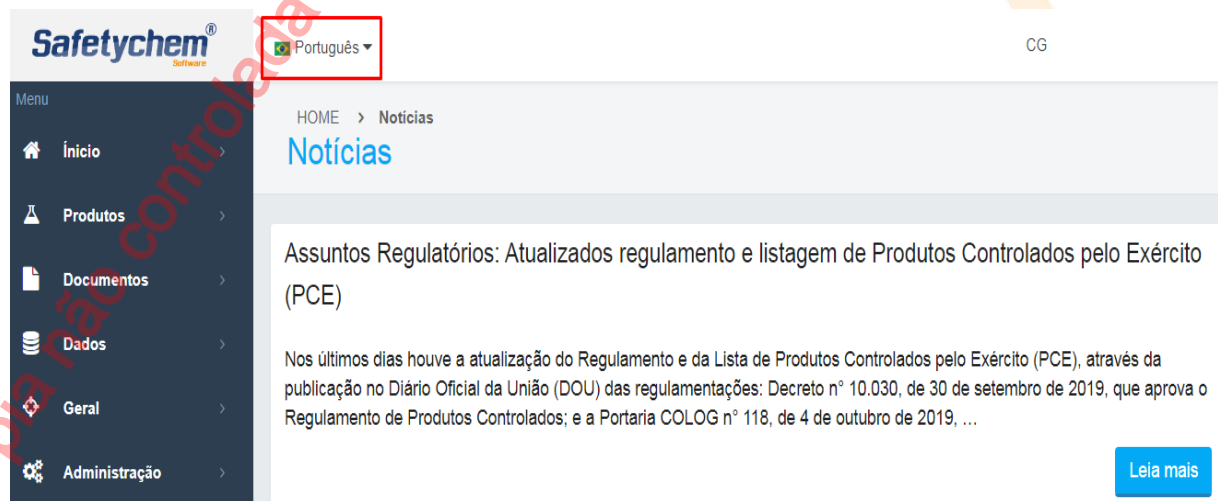 Safetychem®
Software
Português
CG
Menu
HOME > Notícias
Notícias
Ínicio
Produtos
Documentos
Dados
Geral
Administração
Assuntos Regulatórios: Atualizados regulamento e listagem de Produtos Controlados pelo Exército
(PCE)
Nos últimos dias houve a atualização do Regulamento e da Lista de Produtos Controlados pelo Exército (PCE), através da
publicação no Diário Oficial da União (DOU) das regulamentações: Decreto n° 10.030, de 30 de setembro de 2019, que aprova o
Regulamento de Produtos Controlados; e a Portaria COLOG n° 118, de 4 de outubro de 2019, …
Leia mais
pia não controlada